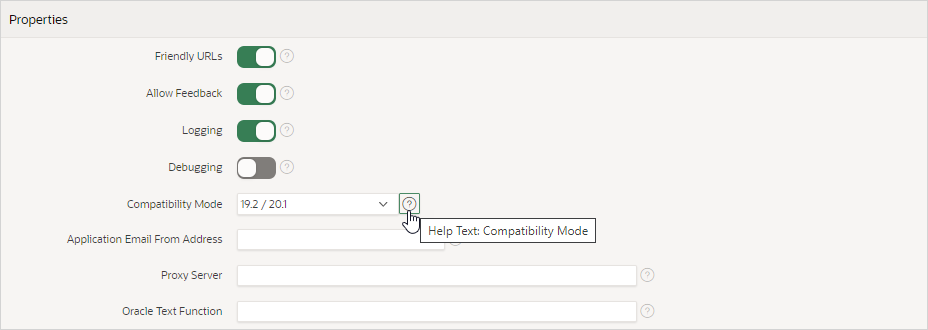 Properties
Friendly URLs ?
Allow Feedback ?
Logging ?
Debugging ?
Compatibility Mode 19.2 / 20.1 ?
Help Text: Compatibility Mode
Application Email From Address
Proxy Server ?
Oracle Text Function ?